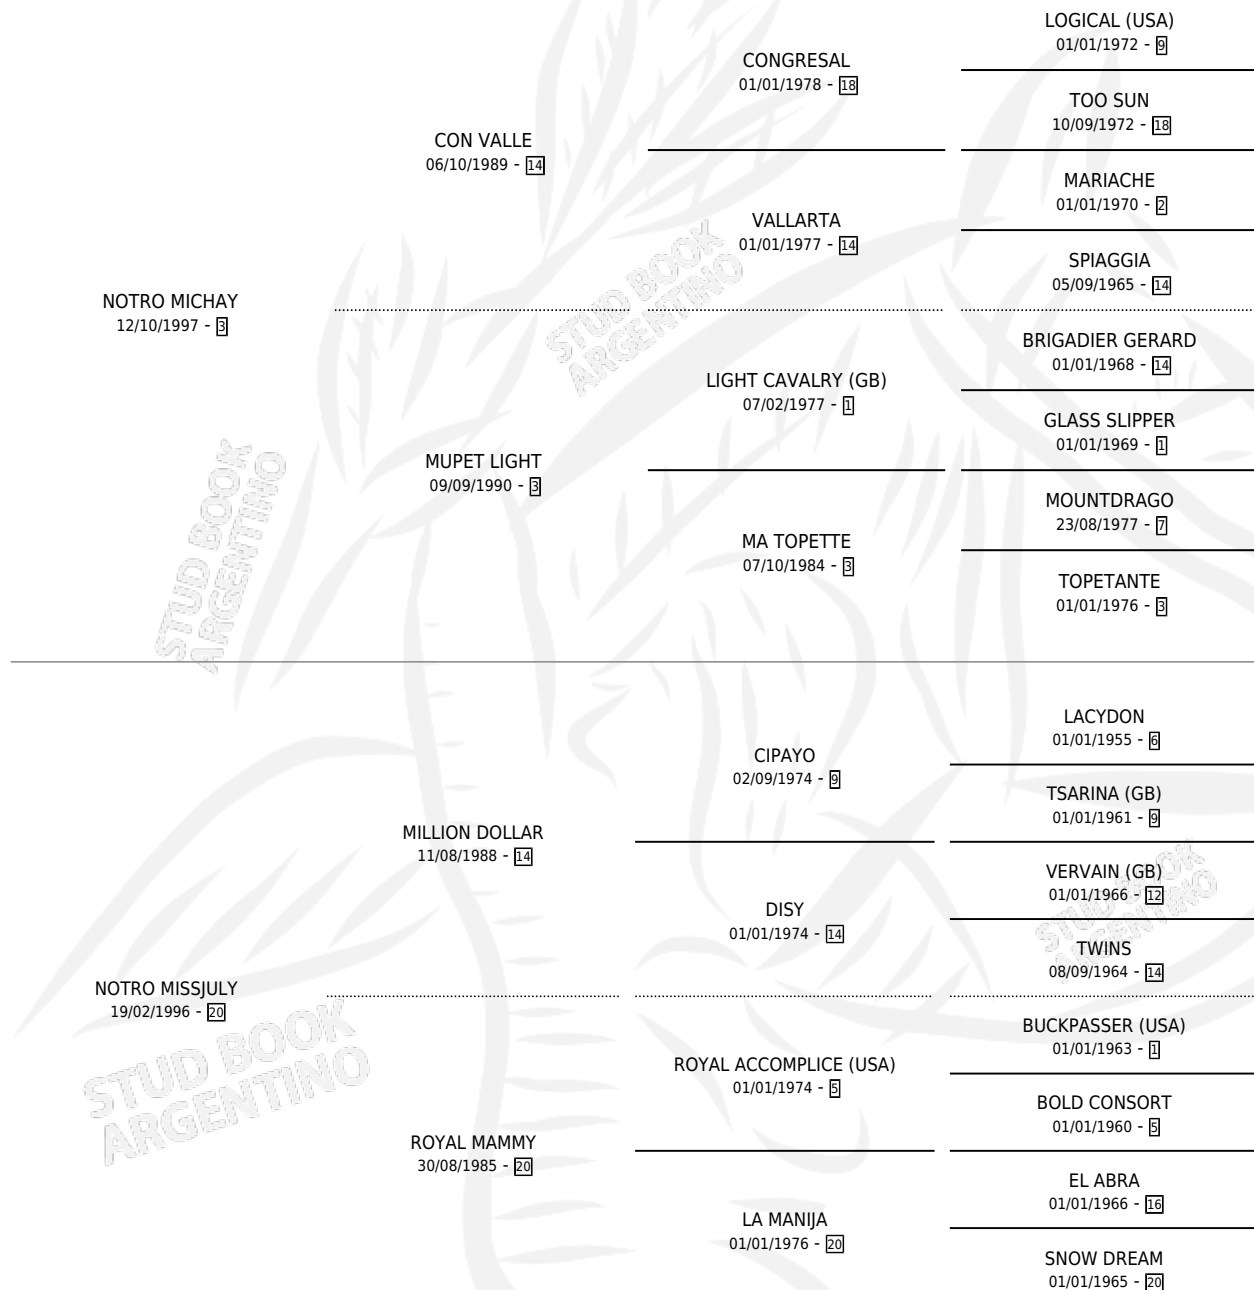 LOGICAL (USA)
01/01/1972 - 9
CONGRESAL
01/01/1978 - 18
TOO SUN
10/09/1972 - 18
CON VALLE
06/10/1989 - 14
MARIACHE
01/01/1970 - 2
VALLARTA
01/01/1977 - 14
SPIAGGIA
05/09/1965 - 14
NOTRO MICHAY
12/10/1997 - 3
STUD BOOK
ARGENTINO
BRIGADIER GERARD
01/01/1968 - 14
LIGHT CAVALRY (GB)
07/02/1977 - 1
GLASS SLIPPER
01/01/1969 - 1
MUPET LIGHT
09/09/1990 - 3
STUD BOOK
ARGENTINO
MOUNTDRAGO
23/08/1977 - 7
MA TOPETTE
07/10/1984 - 3
TOPETANTE
01/01/1976 - 3
LACYDON
01/01/1955 - 6
CIPAYO
02/09/1974 - 9
TSARINA (GB)
01/01/1961 - 9
MILLION DOLLAR
11/08/1988 - 14
VERVAIN (GB)
01/01/1966 - 12
STUD BOOK
ARGENTINO
DISY
01/01/1974 - 14
TWINS
08/09/1964 - 14
NOTRO MISSJULY
19/02/1996 - 20
STUD BOOK
ARGENTINO
BUCKPASSER (USA)
01/01/1963 - 1
ROYAL ACCOMPLICE (USA)
01/01/1974 - 5
BOLD CONSORT
01/01/1960 - 5
ROYAL MAMMY
30/08/1985 - 20
EL ABRA
01/01/1966 - 16
LA MANIJA
01/01/1976 - 20
SNOW DREAM
01/01/1965 - 20